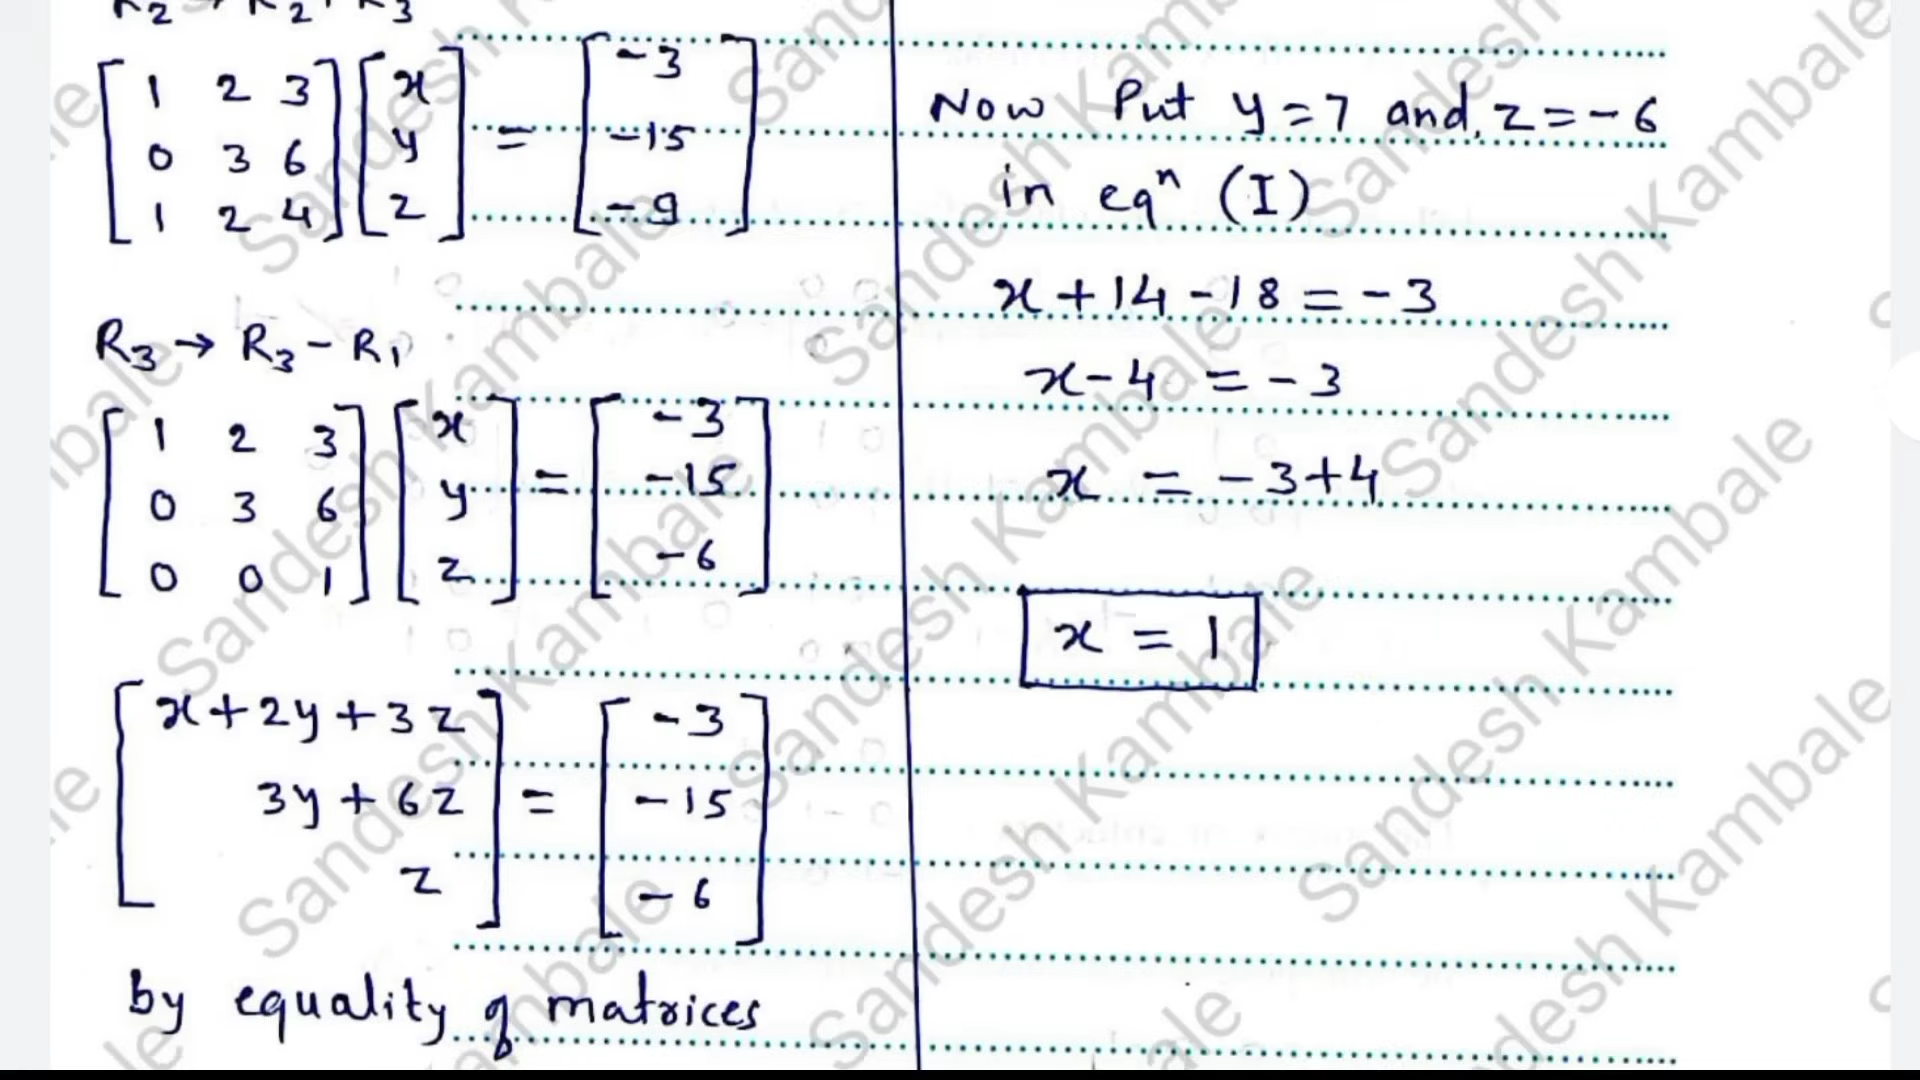 R2 → R2 + R3
[1 2 3] [x] = [-3]
[0 3 6] [y] = [-15]
[1 2 4] [z] = [-9]
R3 → R3 - R1
[1 2 3] [x] = [-3]
[0 3 6] [y] = [-15]
[0 0 1] [z] = [-6]
[x + 2y + 3z] = [-3]
[3y + 6z] = [-15]
[z] = [-6]
by equality of matrices
Now Put y = 7 and z = -6
in eqⁿ (I)
x + 14 - 18 = -3
x - 4 = -3
x = -3 + 4
x = 1
Sandesh Kambale